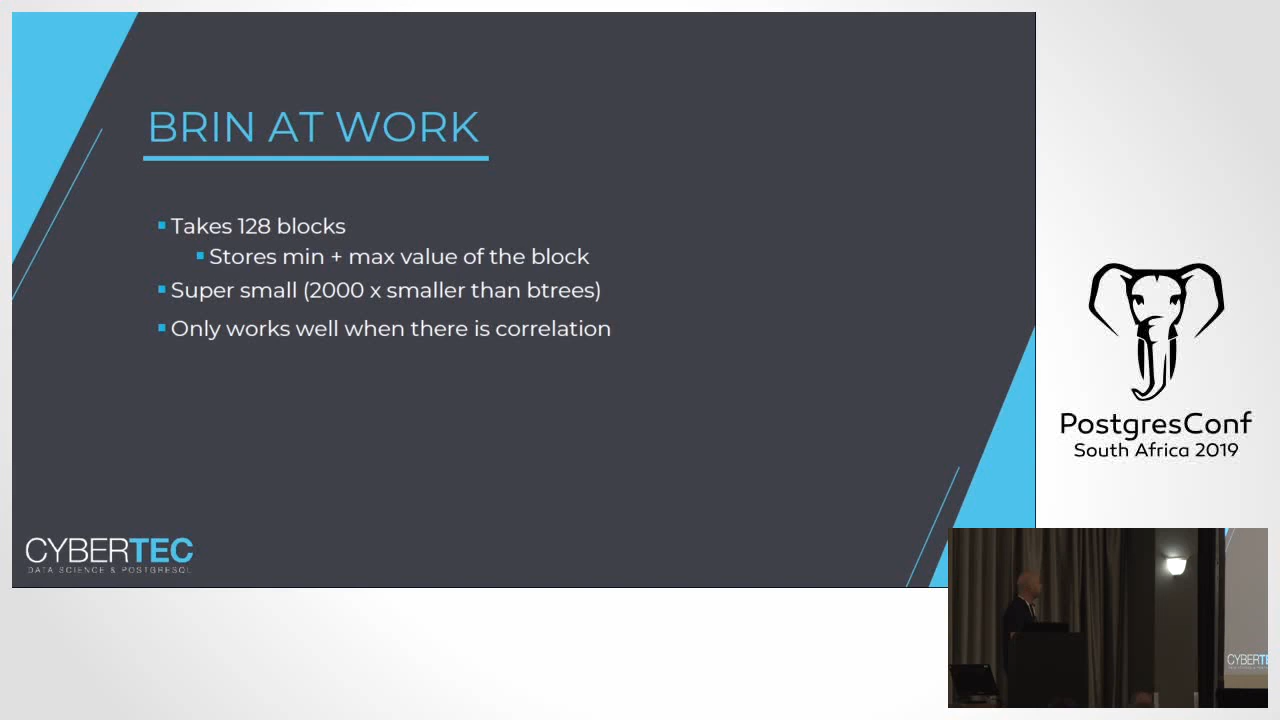 BRIN AT WORK
Takes 128 blocks
Stores min + max value of the block
Super small (2000 x smaller than btrees)
Only works well when there is correlation
CYBERTEC
DATA SCIENCE & POSTGRESQL
PostgresConf
South Africa 2019
CYBERTE